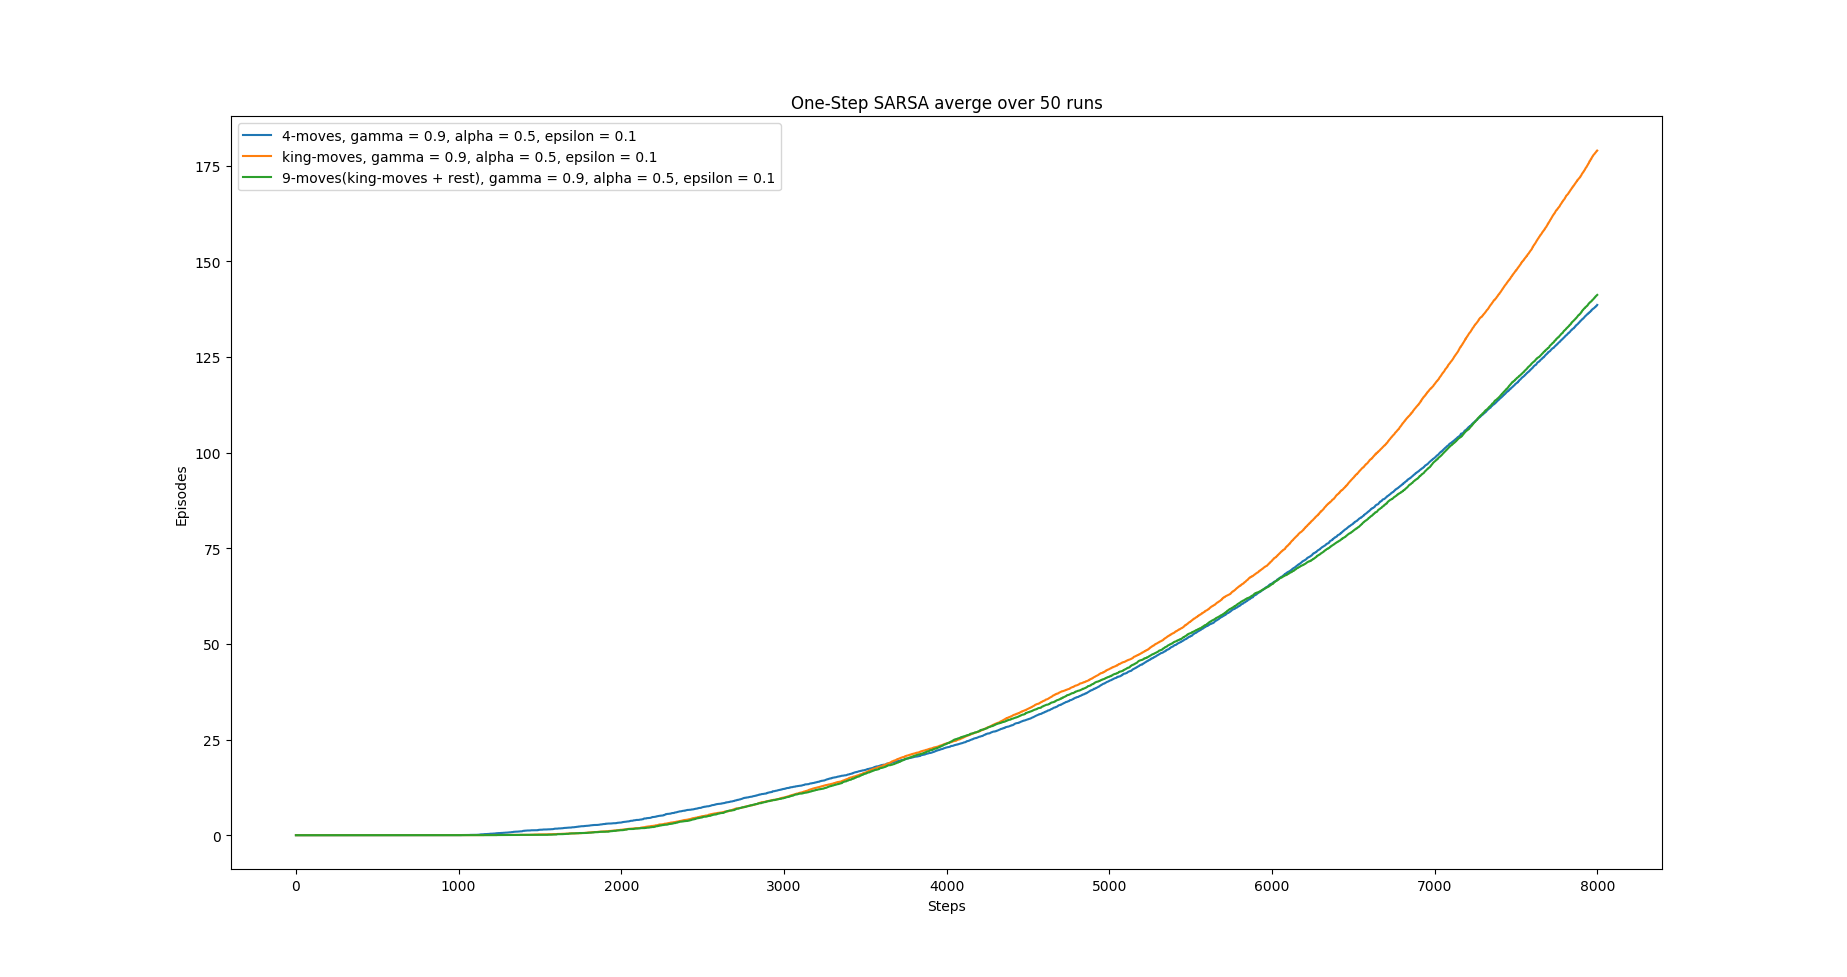 One-Step SARSA averge over 50 runs
4-moves, gamma = 0.9, alpha = 0.5, epsilon = 0.1
king-moves, gamma = 0.9, alpha = 0.5, epsilon = 0.1
9-moves(king-moves + rest), gamma = 0.9, alpha = 0.5, epsilon = 0.1
175
150
125
100
75
50
25
0
Episodes
0 1000 2000 3000 4000 5000 6000 7000 8000
Steps